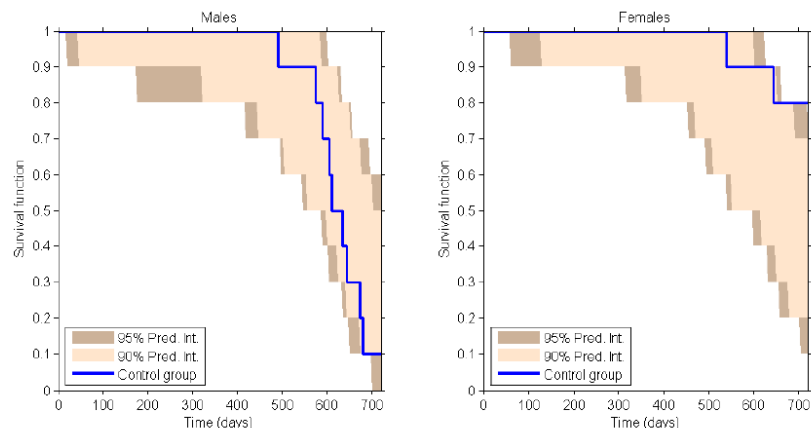 Males
1
0.9
0.8
0.7
0.6
0.5
0.4
0.3
0.2
0.1
0
Survival function
95% Pred. Int.
90% Pred. Int.
Control group
0 100 200 300 400 500 600 700
Time (days)
Females
1
0.9
0.8
0.7
0.6
0.5
0.4
0.3
0.2
0.1
0
Survival function
95% Pred. Int.
90% Pred. Int.
Control group
0 100 200 300 400 500 600 700
Time (days)